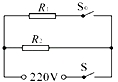 R₁ S₀
R₂
220V S